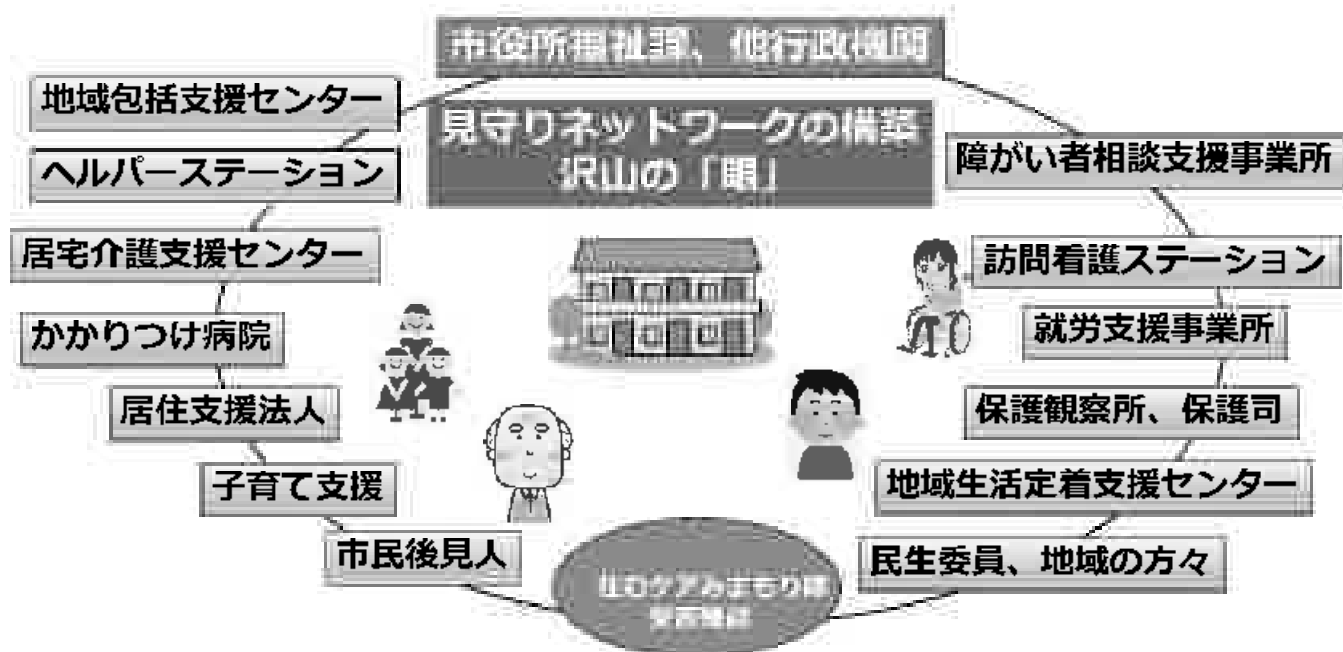 市役所福祉課、他行政機関
見守りネットワークの構築
沢山の「眼」
地域包括支援センター
ヘルパーステーション
居宅介護支援センター
かかりつけ病院
居住支援法人
子育て支援
市民後見人
障がい者相談支援事業所
訪問看護ステーション
就労支援事業所
保護観察所、保護司
地域生活定着支援センター
民生委員、地域の方々